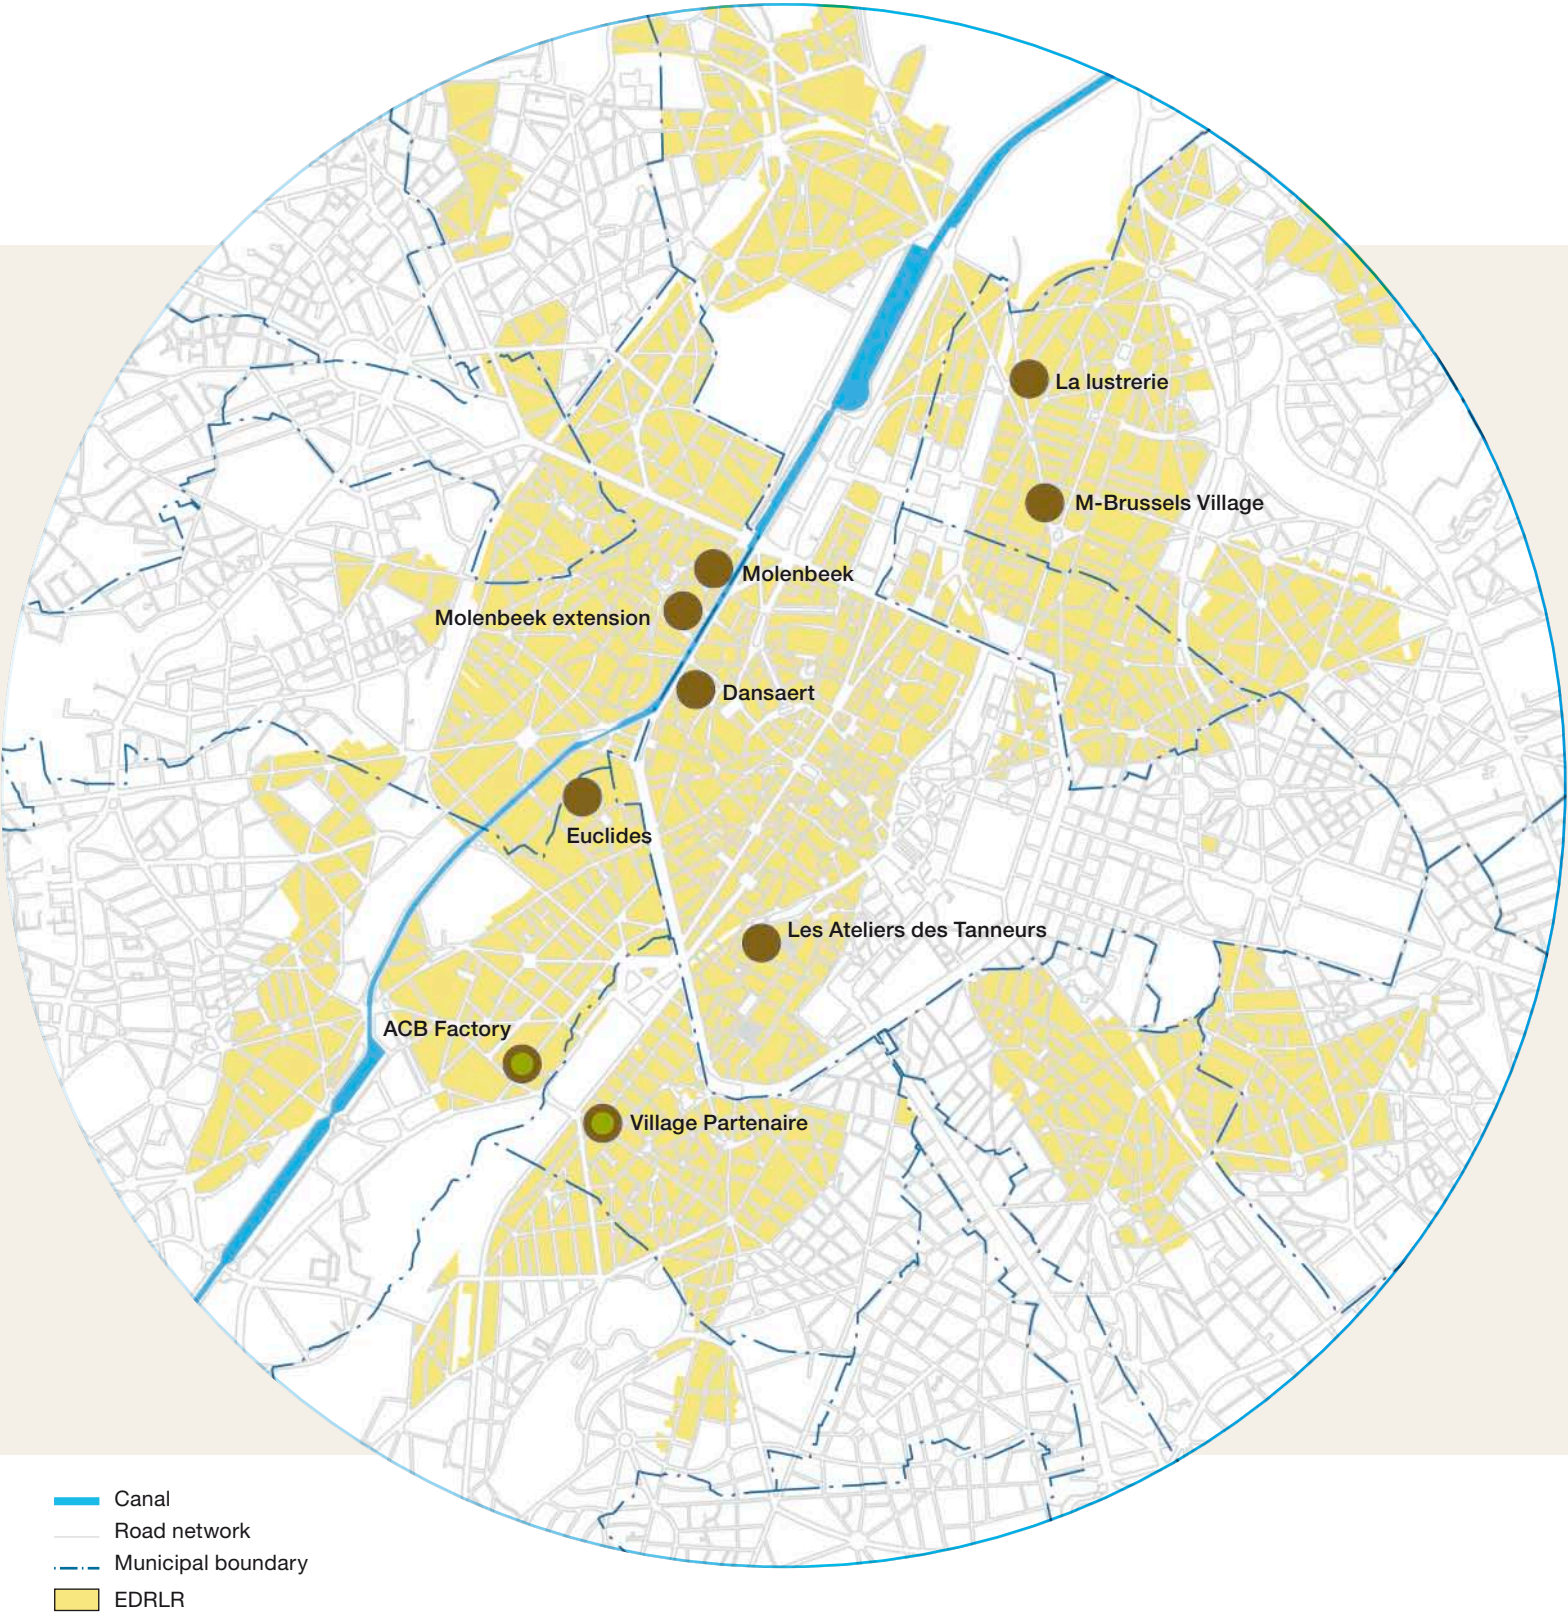 La lustrerie
M-Brussels Village
Molenbeek
Molenbeek extension
Dansaert
Euclides
Les Ateliers des Tanneurs
ACB Factory
Village Partenaire
Canal
Road network
Municipal boundary
EDRLR